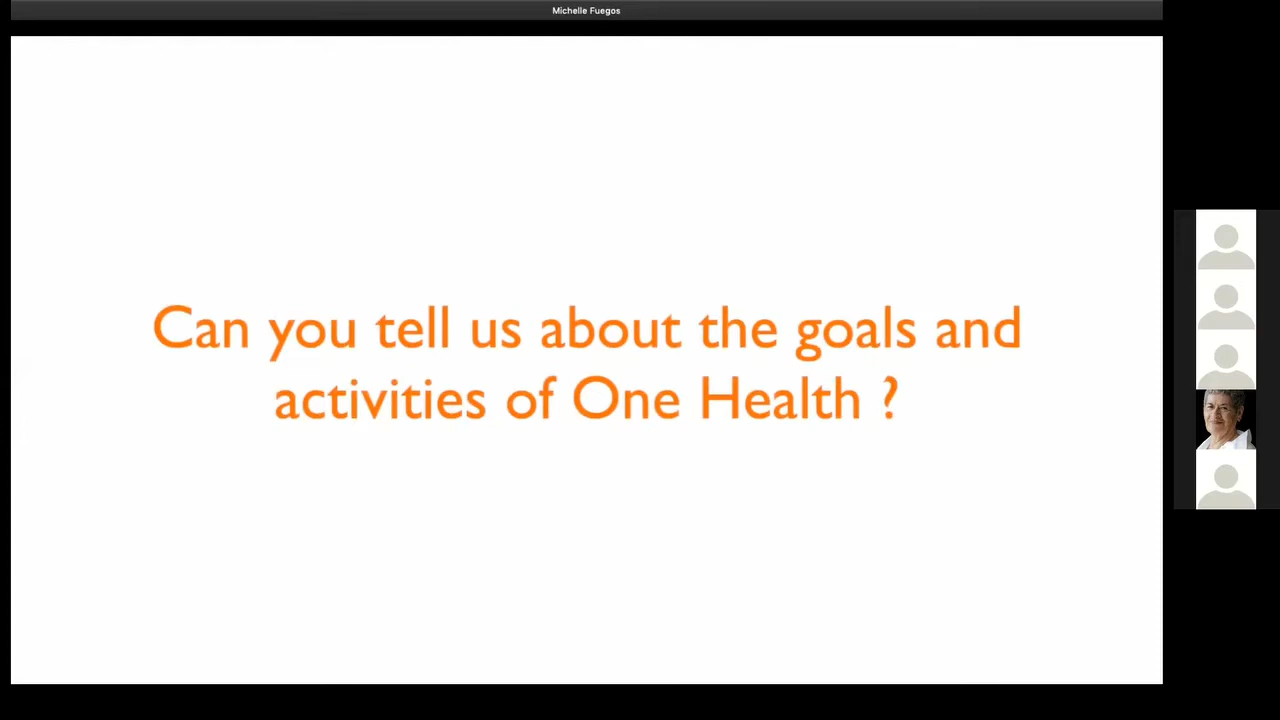 Michelle Fuegos
Can you tell us about the goals and
activities of One Health ?